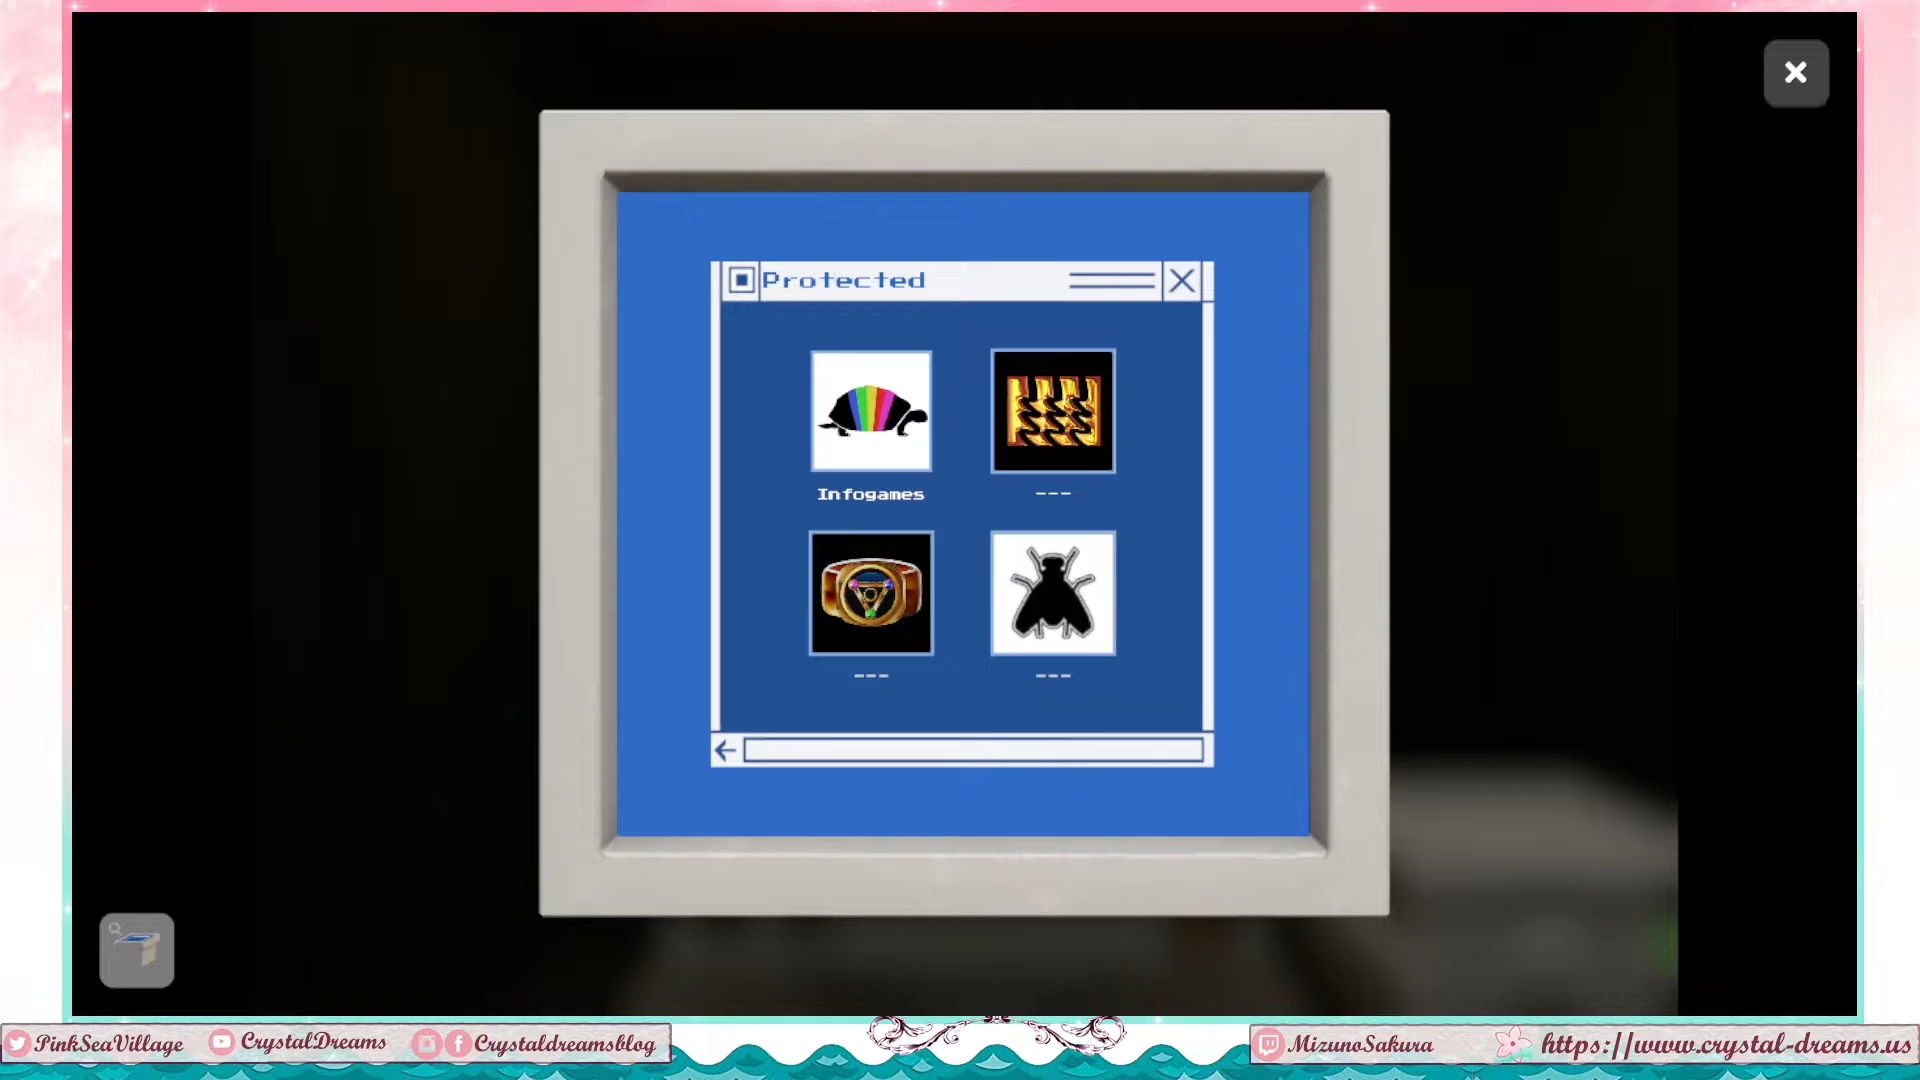 Protected
Infogames
---
---
---
PinkSeaVillage
CrystalDreams
Crystaldreamsblog
MizunoSakura
https://www.crystal-dreams.us